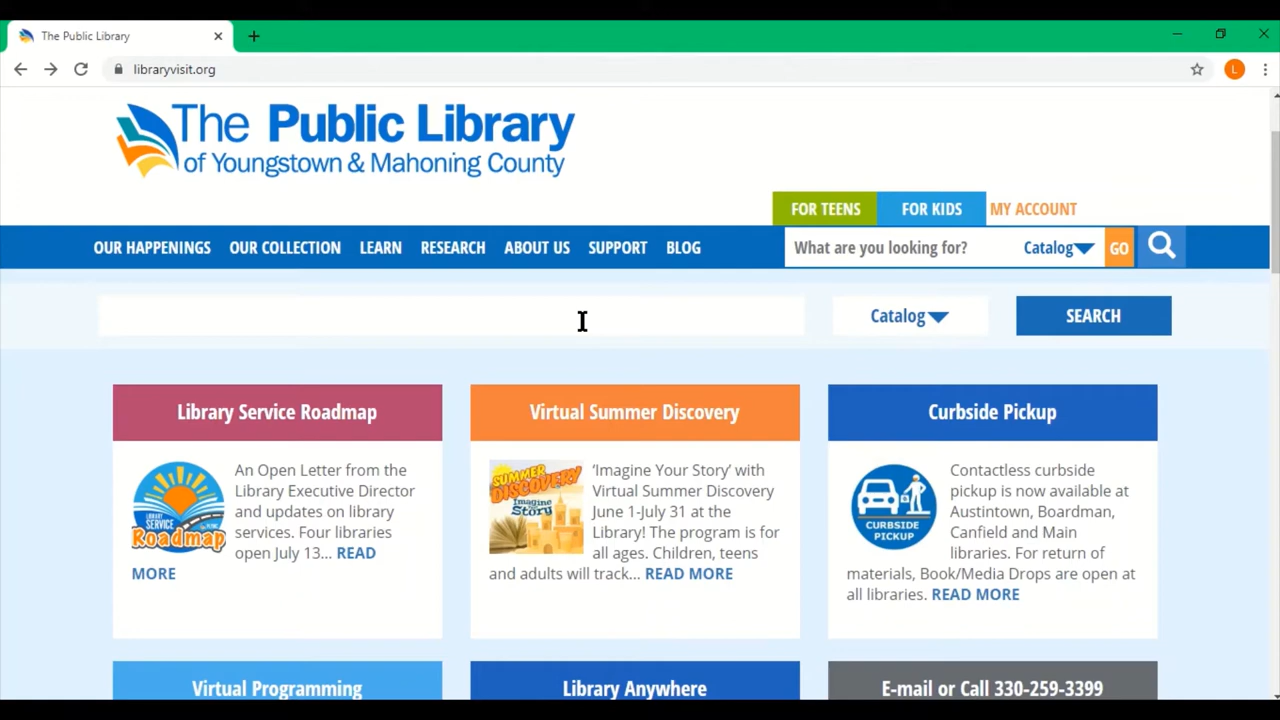 The Public Library
libraryvisit.org
L
The Public Library
of Youngstown & Mahoning County
FOR TEENS
FOR KIDS
MY ACCOUNT
OUR HAPPENINGS
OUR COLLECTION
LEARN
RESEARCH
ABOUT US
SUPPORT
BLOG
What are you looking for?
Catalog
GO
Catalog
SEARCH
Library Service Roadmap
LIBRARY SERVICE
Roadmap
An Open Letter from the
Library Executive Director
and updates on library
services. Four libraries
open July 13... READ
MORE
Virtual Summer Discovery
SUMMER
DISCOVERY
Imagine
Your
Story
'Imagine Your Story' with
Virtual Summer Discovery
June 1-July 31 at the
Library! The program is for
all ages. Children, teens
and adults will track... READ MORE
Curbside Pickup
CURBSIDE
PICKUP
Contactless curbside
pickup is now available at
Austintown, Boardman,
Canfield and Main
libraries. For return of
materials, Book/Media Drops are open at
all libraries. READ MORE
Virtual Programming
Library Anywhere
E-mail or Call 330-259-3399